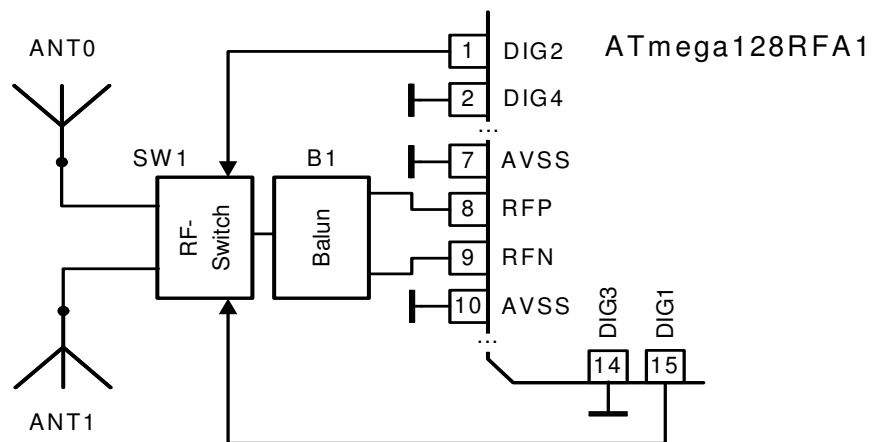 ANT0
1 DIG2 ATmega128RFA1
2 DIG4
...
SW1 B1 7 AVSS
RF-
Switch
Balun
8 RFP
9 RFN
10 AVSS
...
DIG3 DIG1
14 15
ANT1